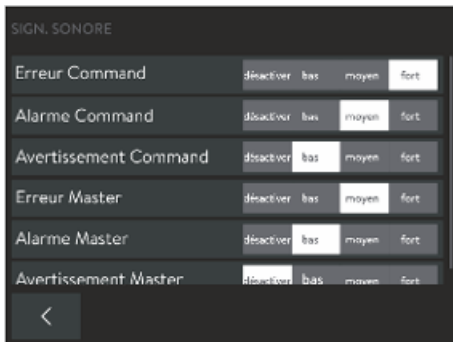 SIGN. SONORE
Erreur Command désactiver bas moyen fort
Alarme Command désactiver bas moyen fort
Avertissement Command désactiver bas moyen fort
Erreur Master désactiver bas moyen fort
Alarme Master désactiver bas moyen fort
Avertissement Master désactiver bas moyen fort